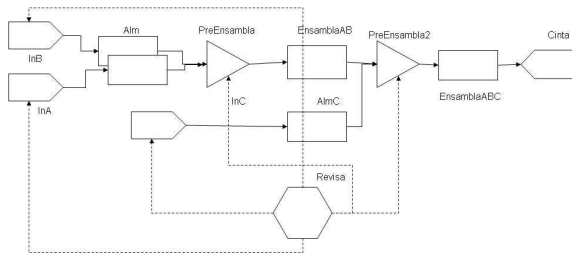 Alm
PreEnsambla
EnsamblaAB
PreEnsambla2
Cinta
InB
InA
InC
AlmC
EnsamblaABC
Revisa